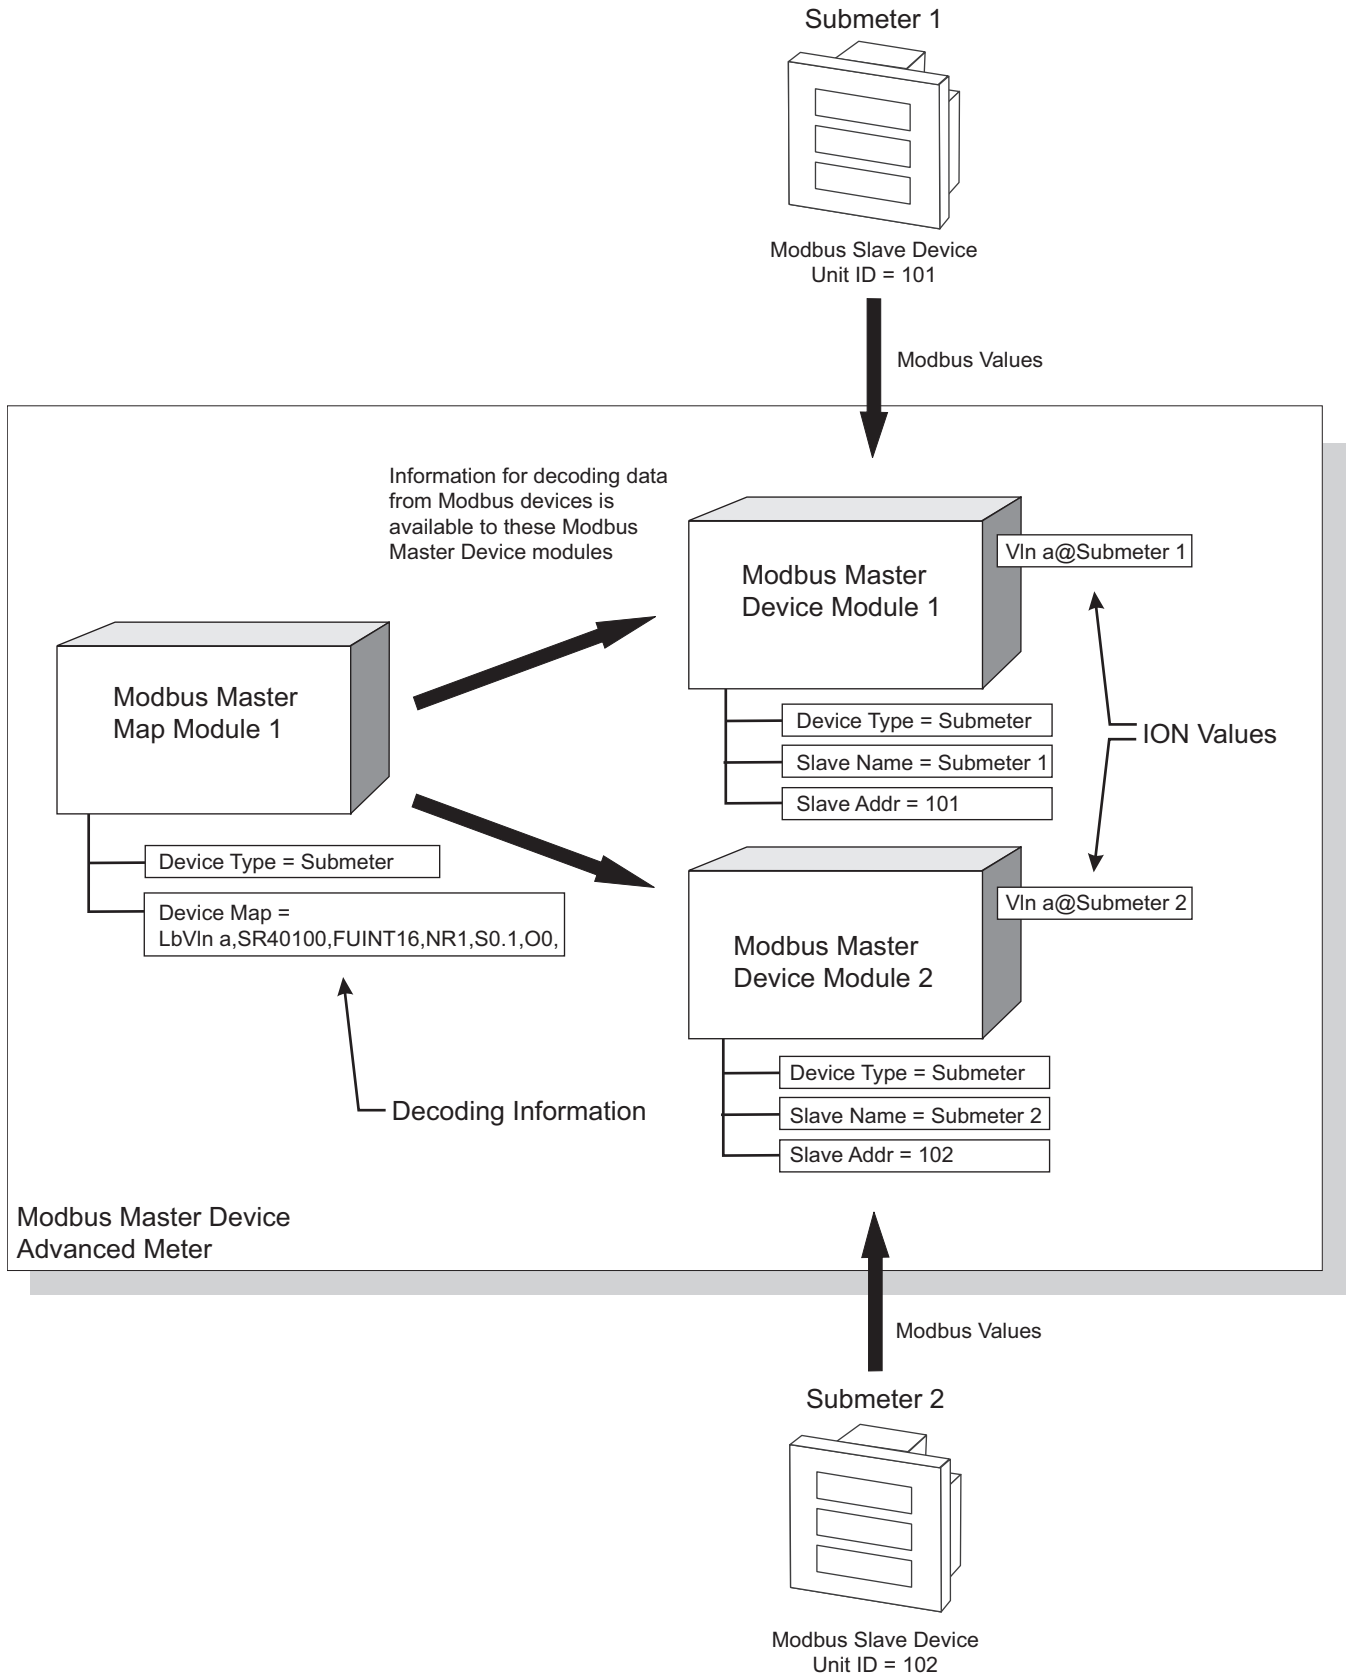 Submeter 1
Modbus Slave Device
Unit ID = 101
Modbus Values
Information for decoding data
from Modbus devices is
available to these Modbus
Master Device modules
Modbus Master
Device Module 1
Vln a@Submeter 1
Device Type = Submeter
Slave Name = Submeter 1
Slave Addr = 101
ION Values
Modbus Master
Map Module 1
Device Type = Submeter
Device Map =
LbVln a,SR40100,FUINT16,NR1,S0.1,O0,
Decoding Information
Modbus Master
Device Module 2
Vln a@Submeter 2
Device Type = Submeter
Slave Name = Submeter 2
Slave Addr = 102
Modbus Master Device
Advanced Meter
Modbus Values
Submeter 2
Modbus Slave Device
Unit ID = 102